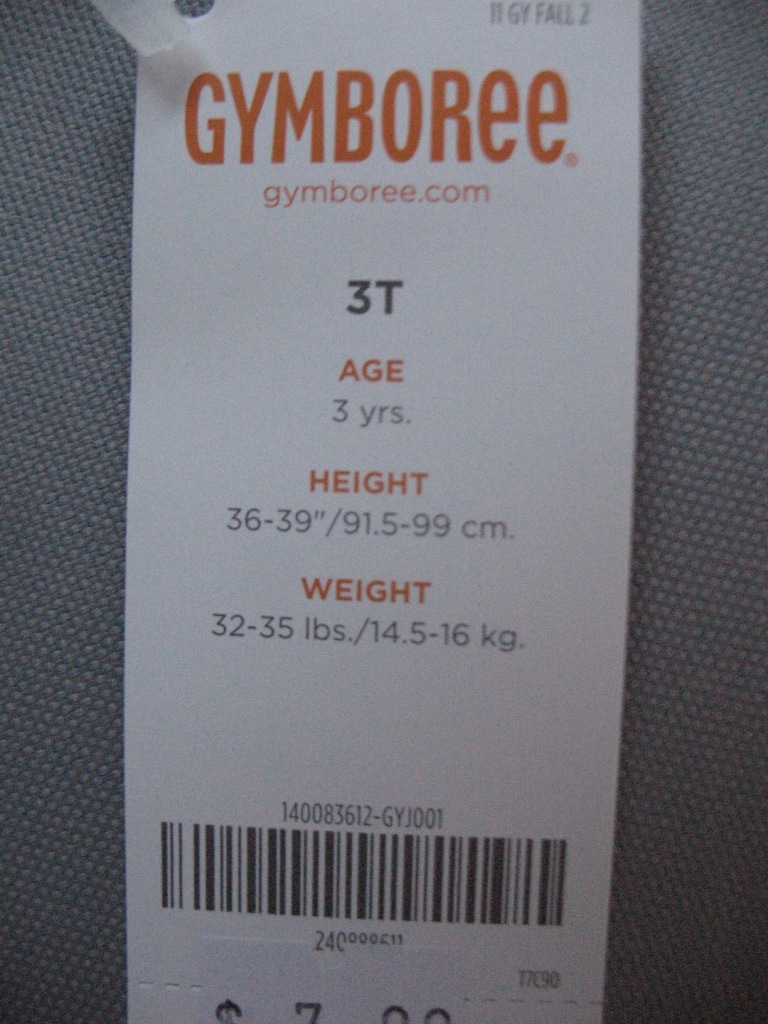 11 GY FALL 2
GYMBOREE
gymboree.com
3T
AGE
3 yrs.
HEIGHT
36-39"/91.5-99 cm.
WEIGHT
32-35 lbs./14.5-16 kg.
140083612-GYJ001
$ 7